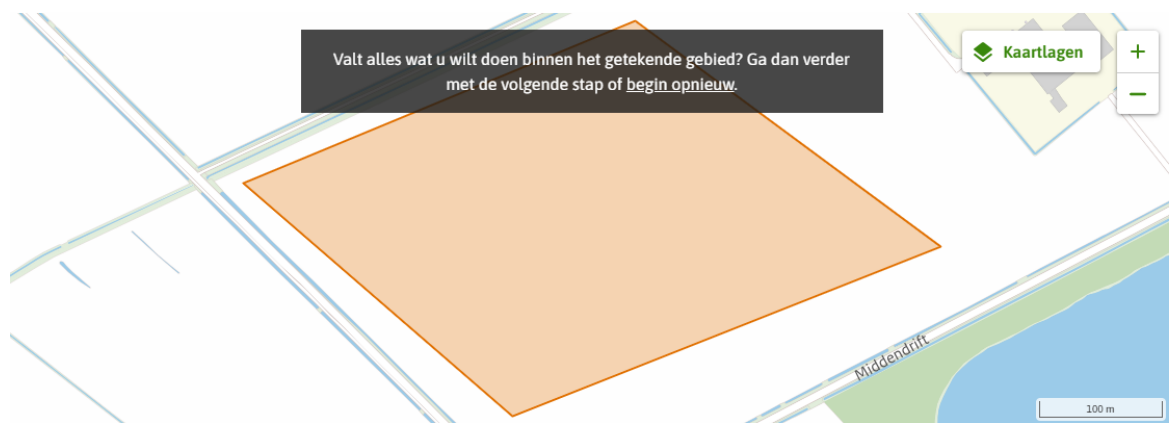 Valt alles wat u wilt doen binnen het getekende gebied? Ga dan verder
met de volgende stap of begin opnieuw.
Kaartlagen
+
−
Middendrift
100 m